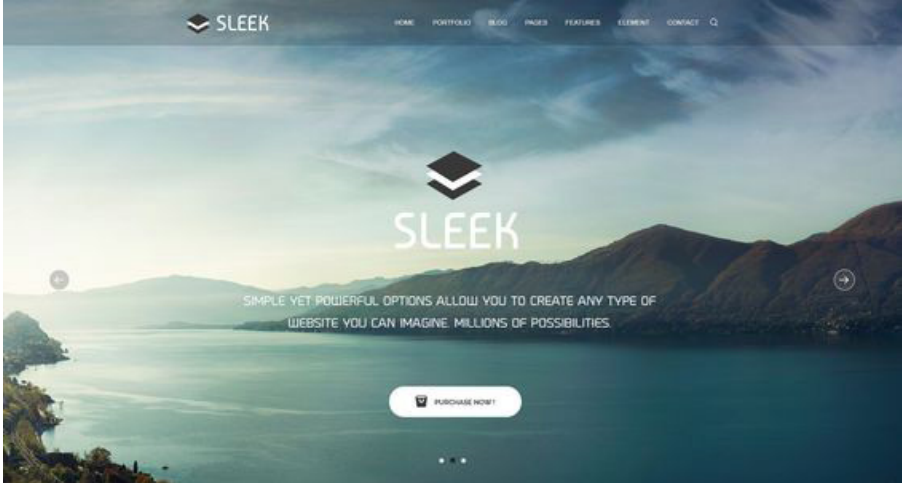 SLEEK
HOME PORTFOLIO BLOG PAGES FEATURES ELEMENT CONTACT
SLEEK
SIMPLE YET POWERFUL OPTIONS ALLOW YOU TO CREATE ANY TYPE OF
WEBSITE YOU CAN IMAGINE. MILLIONS OF POSSIBILITIES.
PURCHASE NOW!